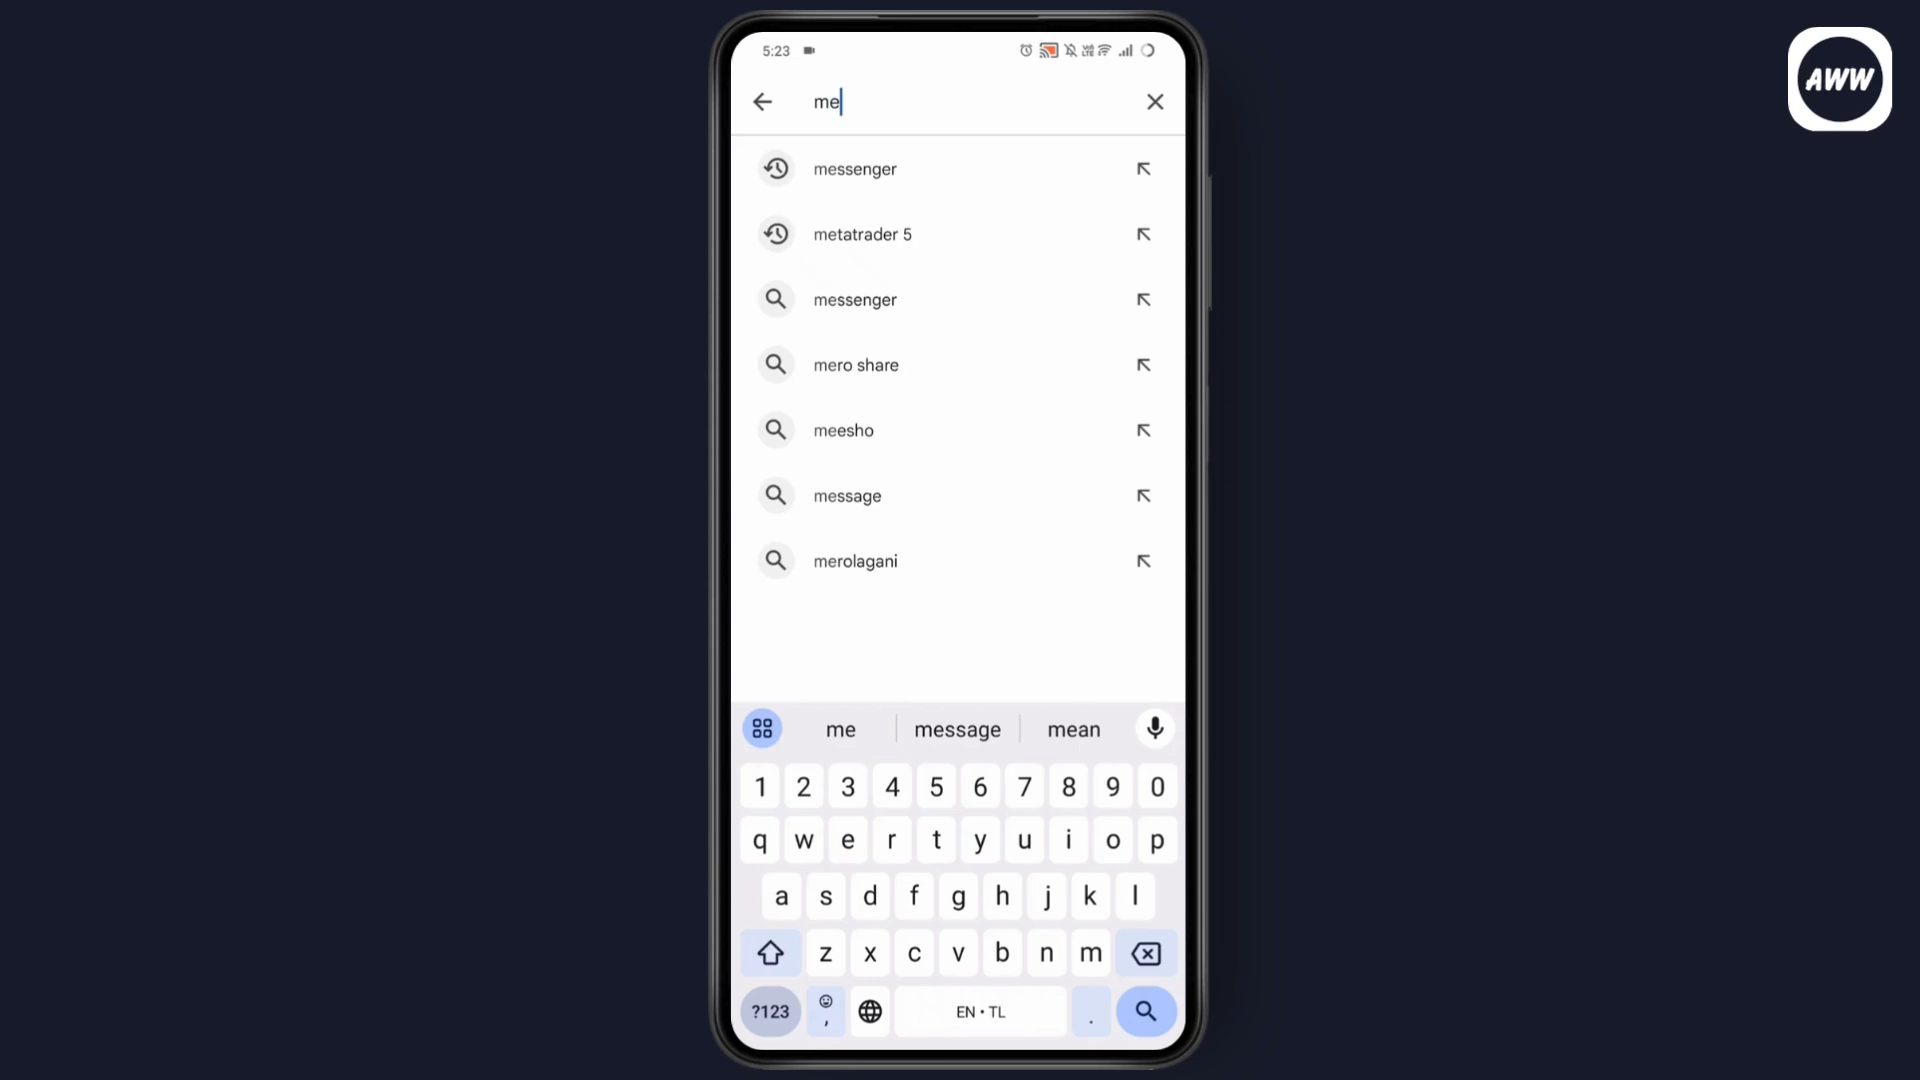 5:23
AWW
me
messenger
metatrader 5
messenger
mero share
meesho
message
merolagani
me message mean
1 2 3 4 5 6 7 8 9 0
q w e r t y u i o p
a s d f g h j k l
z x c v b n m
?123 , EN • TL .